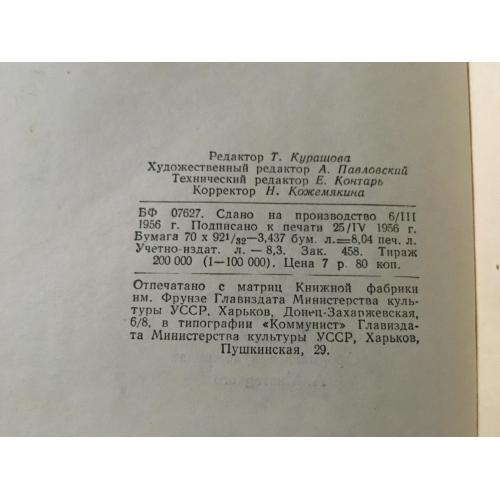 Редактор Т. Курашова
Художественный редактор А. Павловский
Технический редактор Е. Контарь
Корректор Н. Кожемякина
БФ 07627. Сдано на производство 6/III
1956 г. Подписано к печати 25/IV 1956 г.
Бумага 70 х 921/32—3,437 бум. л.=8,04 печ. л.
Учетно-издат. л. — 8,3. Зак. 458. Тираж
200 000 (1—100 000). Цена 7 р. 80 коп.
Отпечатано с матриц Книжной фабрики
им. Фрунзе Главиздата Министерства куль-
туры УССР, Харьков, Донец-Захаржевская,
6/8, в типографии «Коммунист» Главизда-
та Министерства культуры УССР, Харьков,
Пушкинская, 29.